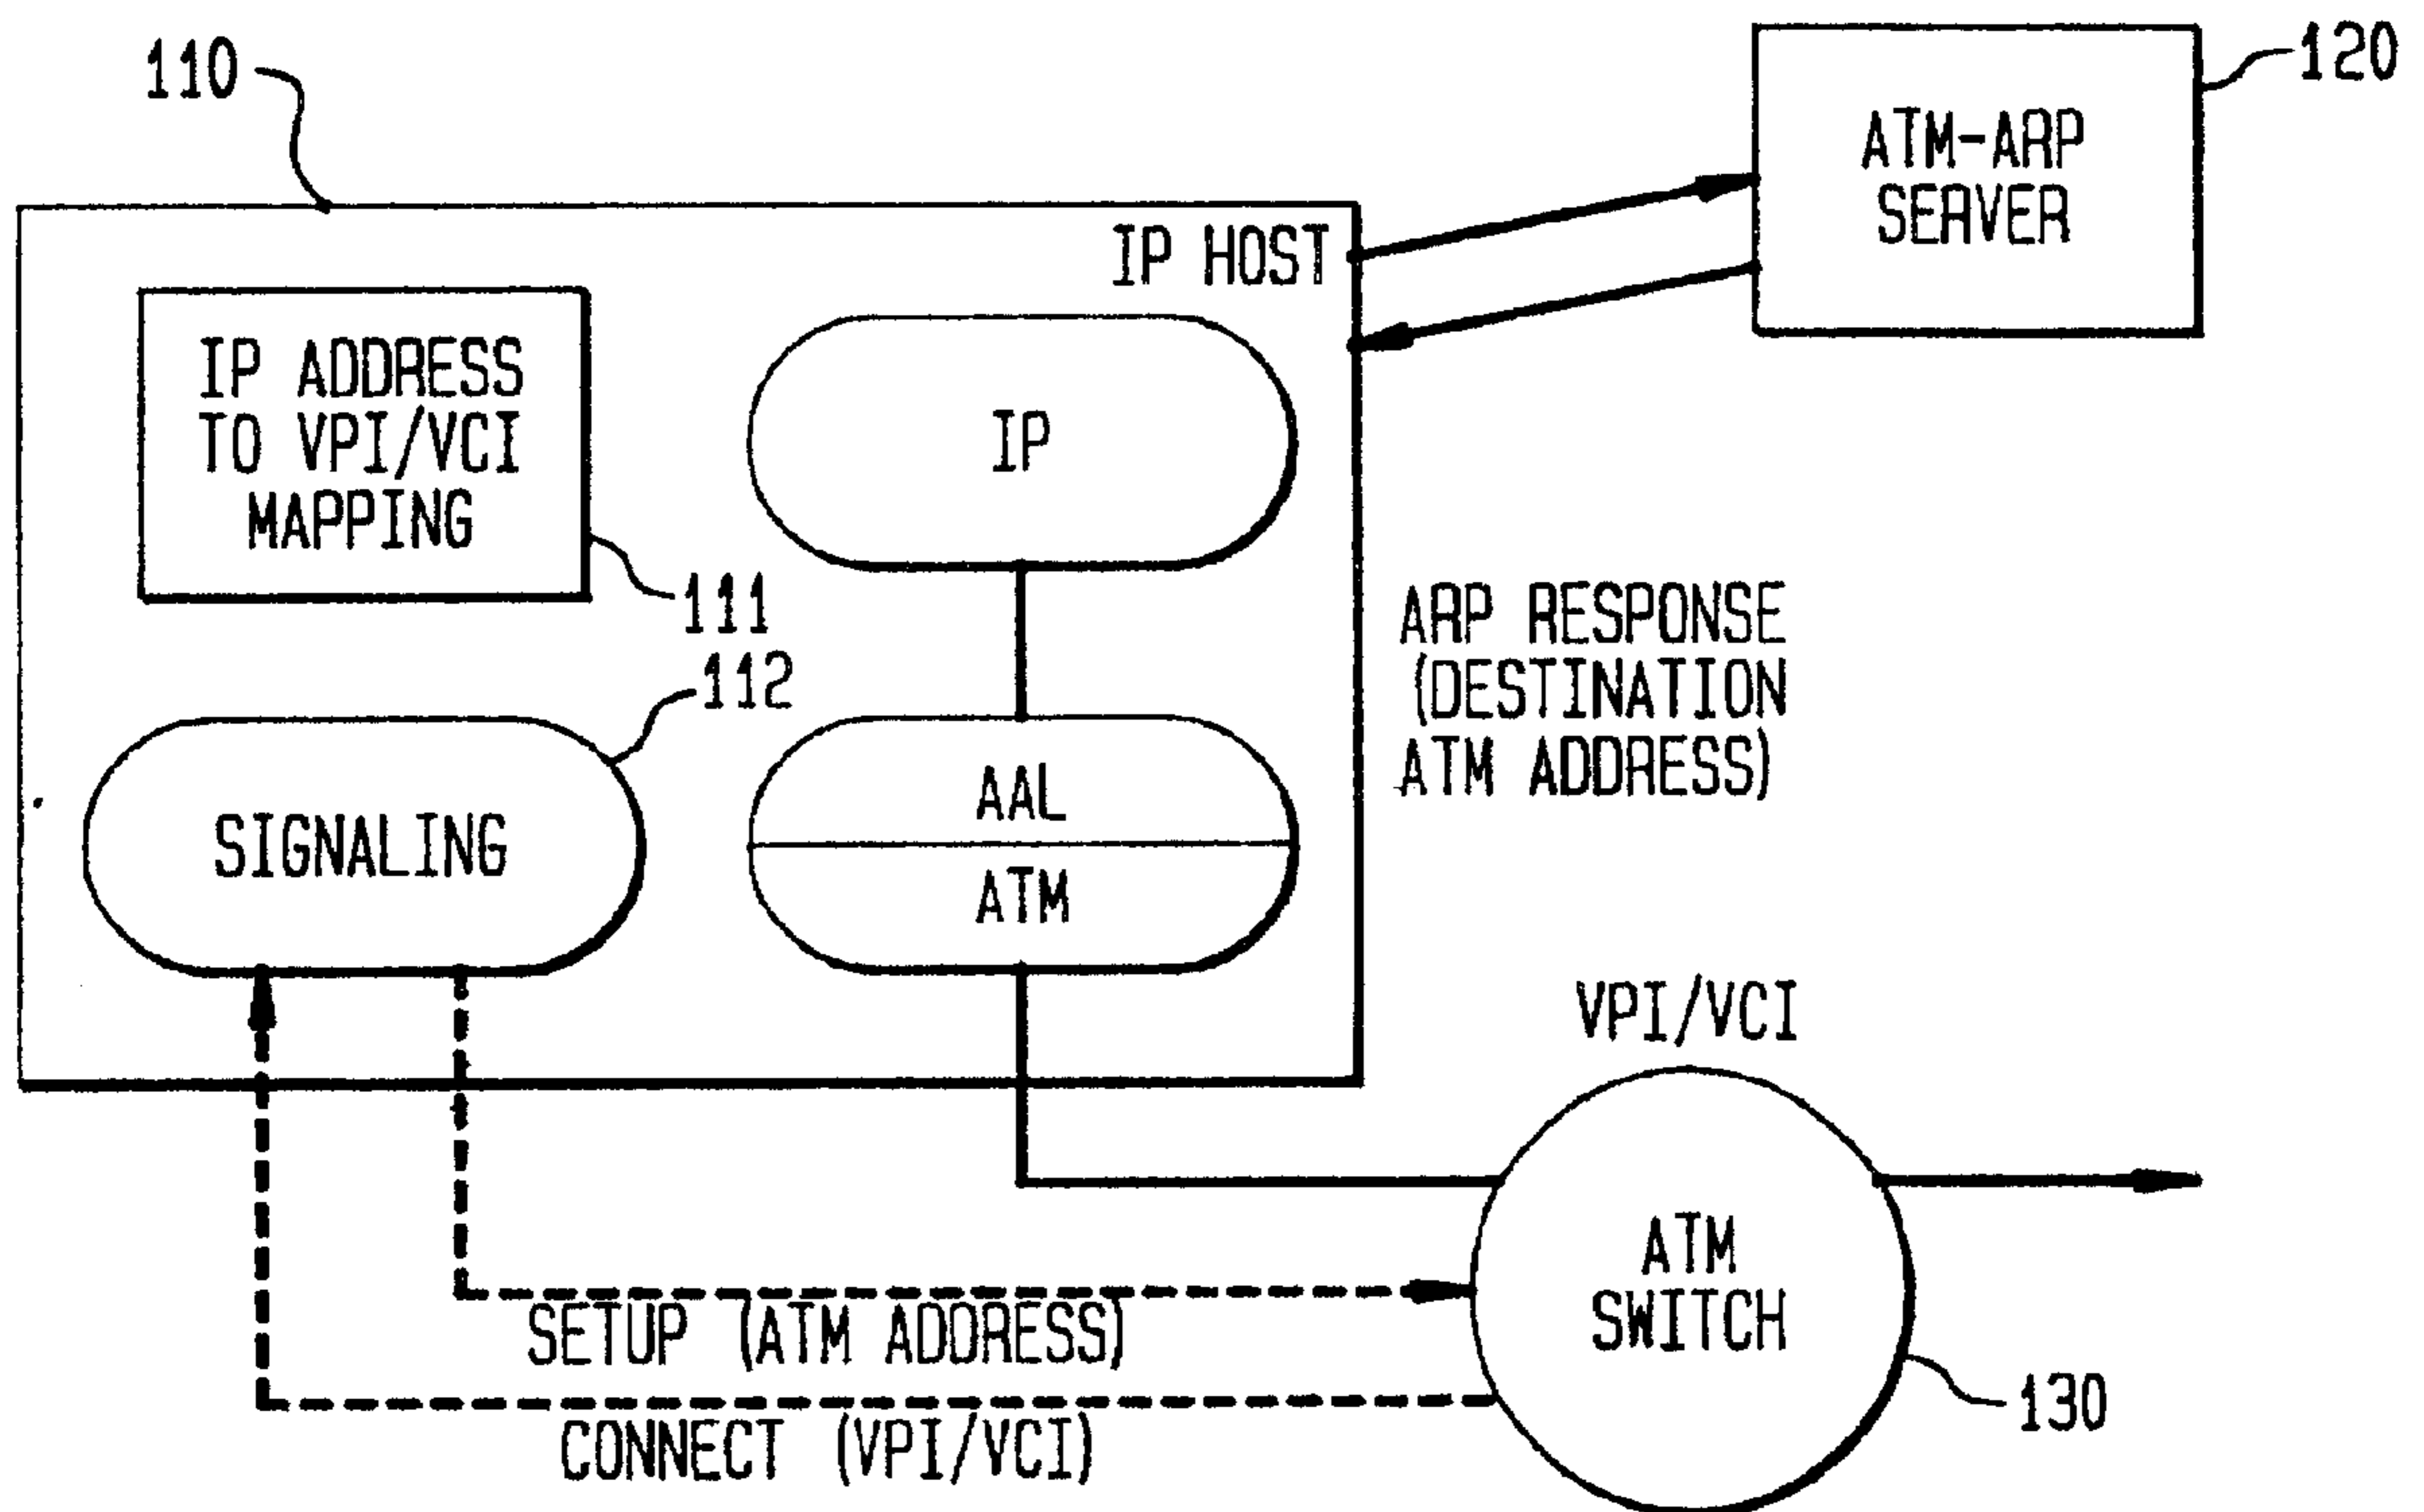 110
120
ATM-ARP
SERVER
IP HOST
IP ADDRESS
TO VPI/VCI
MAPPING
IP
111
ARP RESPONSE
(DESTINATION
ATM ADDRESS)
112
AAL
SIGNALING
ATM
VPI/VCI
ATM
SWITCH
SETUP (ATM ADDRESS)
130
CONNECT (VPI/VCI)